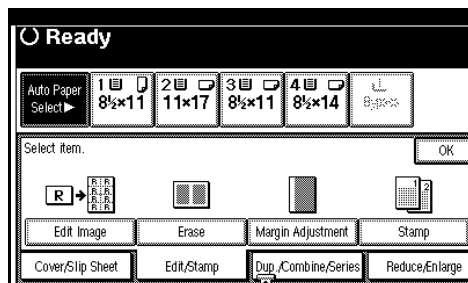 Ready
Auto Paper
Select▶
1
8½×11
2
11×17
3
8½×11
4
8½×14
Bypass
Select item.
OK
R
R R
R R
R R
R R
1 2
Edit Image
Erase
Margin Adjustment
Stamp
Cover/Slip Sheet
Edit/Stamp
Dup./Combine/Series
Reduce/Enlarge